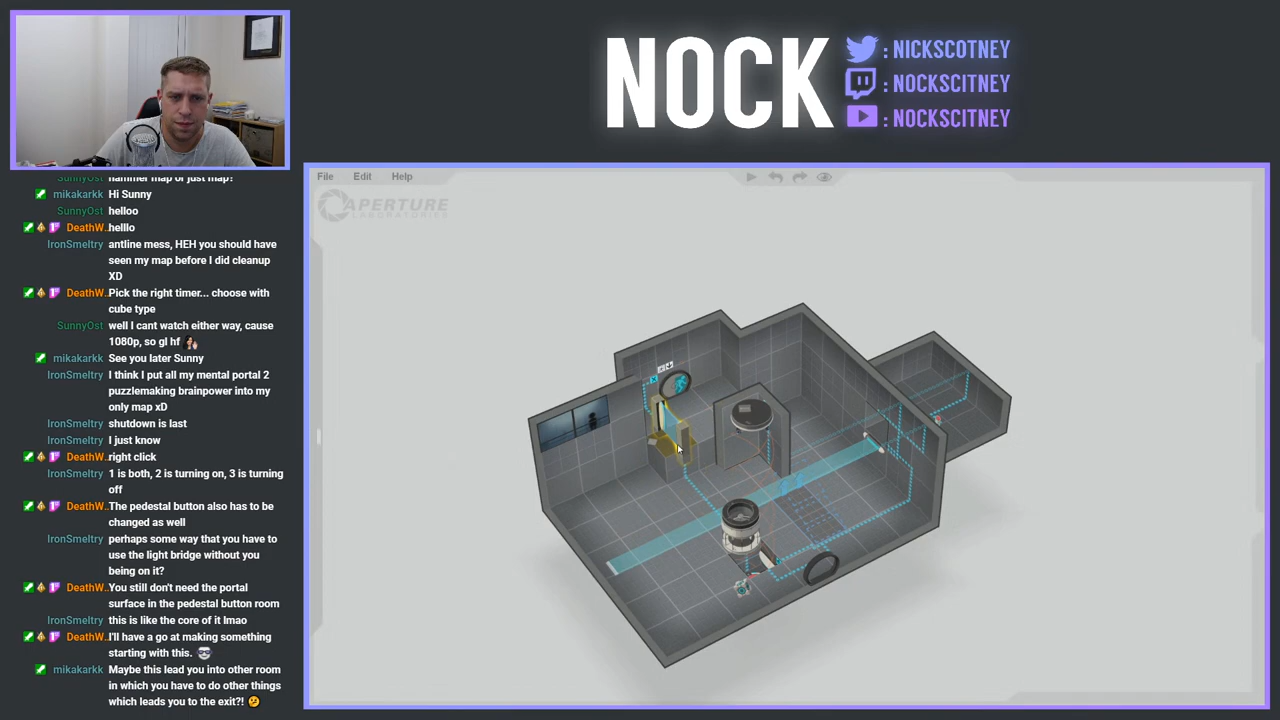 NOCK
: NICKSCOTNEY
: NOCKSCITNEY
: NOCKSCITNEY
File Edit Help
APERTURE
LABORATORIES
SunnyOst hammer map or just map?
mikakarkk Hi Sunny
SunnyOst helloo
DeathW.. helllo
IronSmeltry antline mess, HEH you should have
seen my map before I did cleanup
XD
DeathW.. Pick the right timer... choose with
cube type
SunnyOst well I cant watch either way, cause
1080p, so gl hf
mikakarkk See you later Sunny
IronSmeltry I think I put all my mental portal 2
puzzlemaking brainpower into my
only map xD
IronSmeltry shutdown is last
IronSmeltry I just know
DeathW.. right click
IronSmeltry 1 is both, 2 is turning on, 3 is turning
off
DeathW.. The pedestal button also has to be
changed as well
IronSmeltry perhaps some way that you have to
use the light bridge without you
being on it?
DeathW.. You still don't need the portal
surface in the pedestal button room
IronSmeltry this is like the core of it lmao
DeathW.. I'll have a go at making something
starting with this.
mikakarkk Maybe this lead you into other room
in which you have to do other things
which leads you to the exit?!